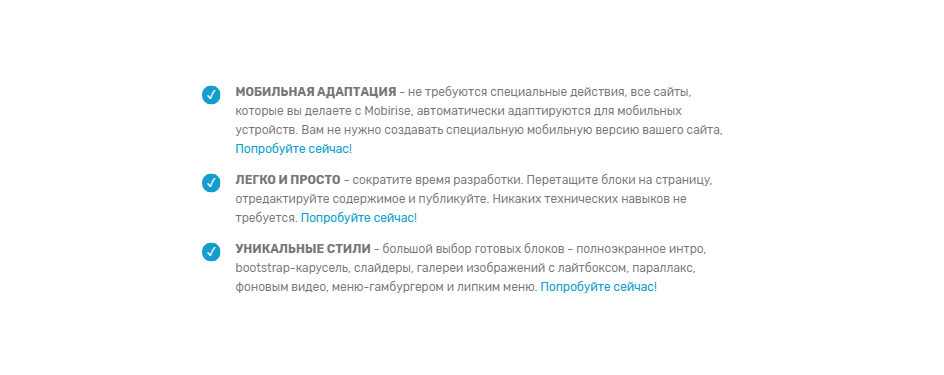 МОБИЛЬНАЯ АДАПТАЦИЯ - не требуются специальные действия, все сайты,
которые вы делаете с Mobirise, автоматически адаптируются для мобильных
устройств. Вам не нужно создавать специальную мобильную версию вашего сайта,
Попробуйте сейчас!
ЛЕГКО И ПРОСТО - сократите время разработки. Перетащите блоки на страницу,
отредактируйте содержимое и публикуйте. Никаких технических навыков не
требуется. Попробуйте сейчас!
УНИКАЛЬНЫЕ СТИЛИ - большой выбор готовых блоков - полноэкранное интро,
bootstrap-карусель, слайдеры, галереи изображений с лайтбоксом, параллакс,
фоновым видео, меню-гамбургером и липким меню. Попробуйте сейчас!